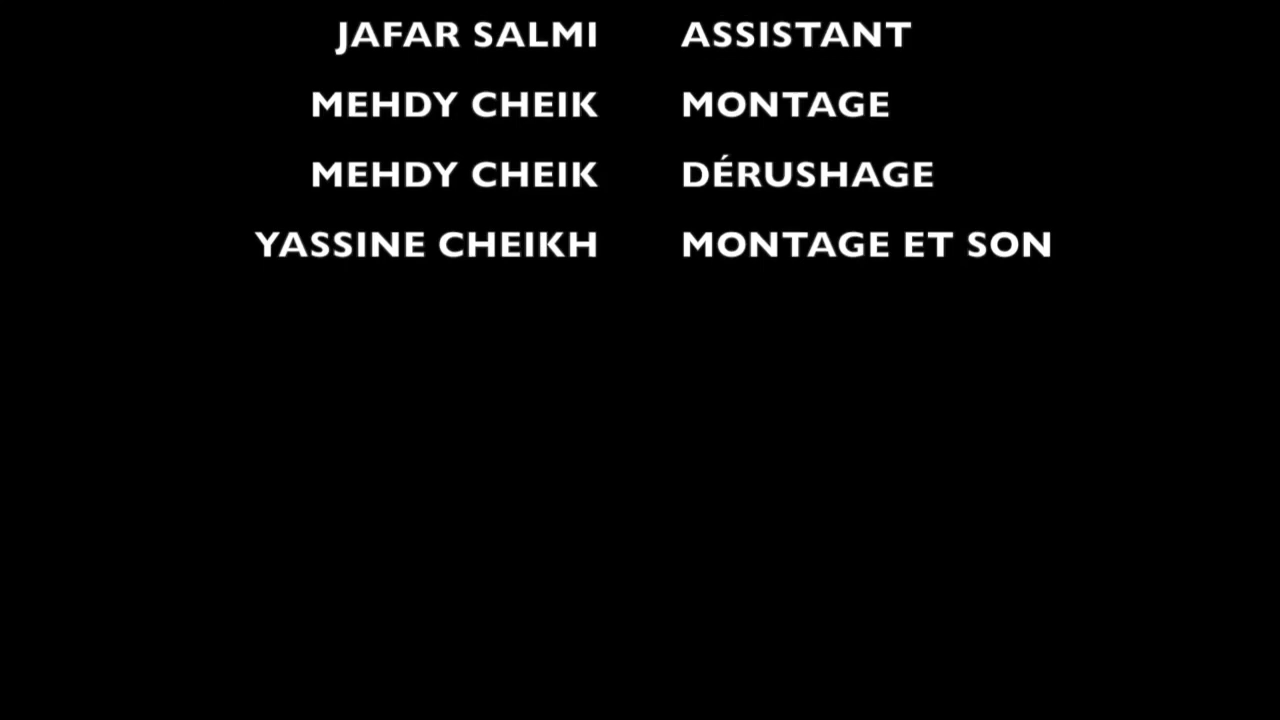 JAFAR SALMI ASSISTANT
MEHDY CHEIK MONTAGE
MEHDY CHEIK DÉRUSHAGE
YASSINE CHEIKH MONTAGE ET SON